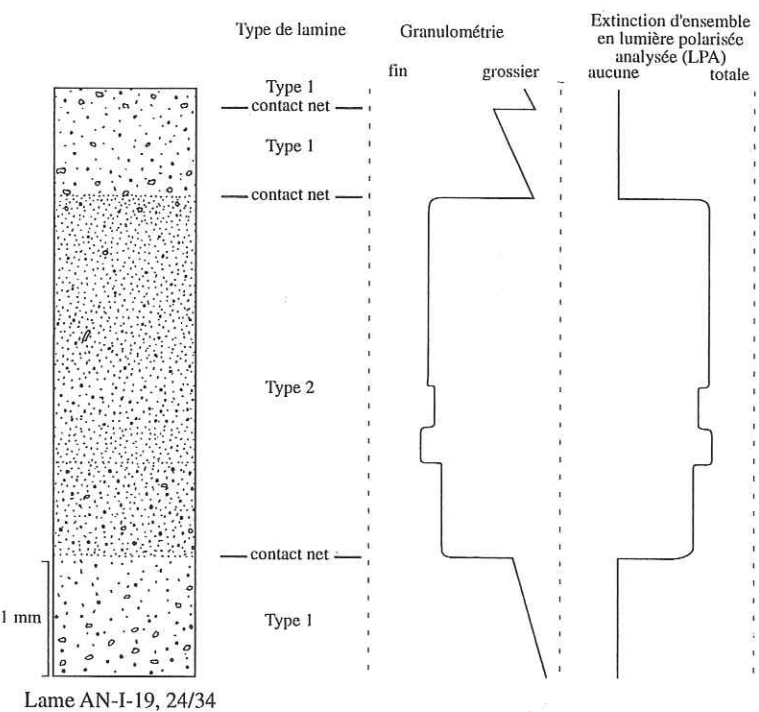 Type de lamine
Granulométrie
fin
grossier
Extinction d'ensemble
en lumière polarisée
analysée (LPA)
aucune
totale
Type 1
contact net
Type 1
contact net
Type 2
contact net
Type 1
1 mm
Lame AN-I-19, 24/34